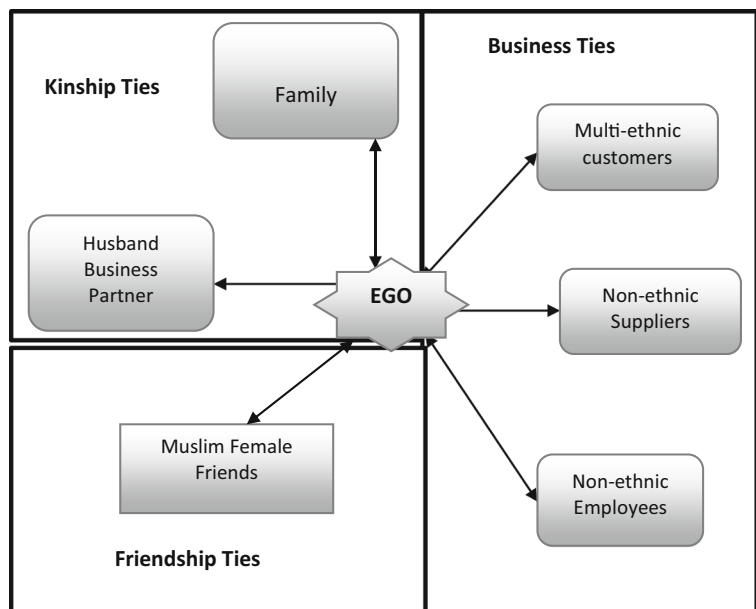 Kinship Ties
Family
Husband
Business
Partner
EGO
Business Ties
Multi-ethnic
customers
Non-ethnic
Suppliers
Non-ethnic
Employees
Muslim Female
Friends
Friendship Ties